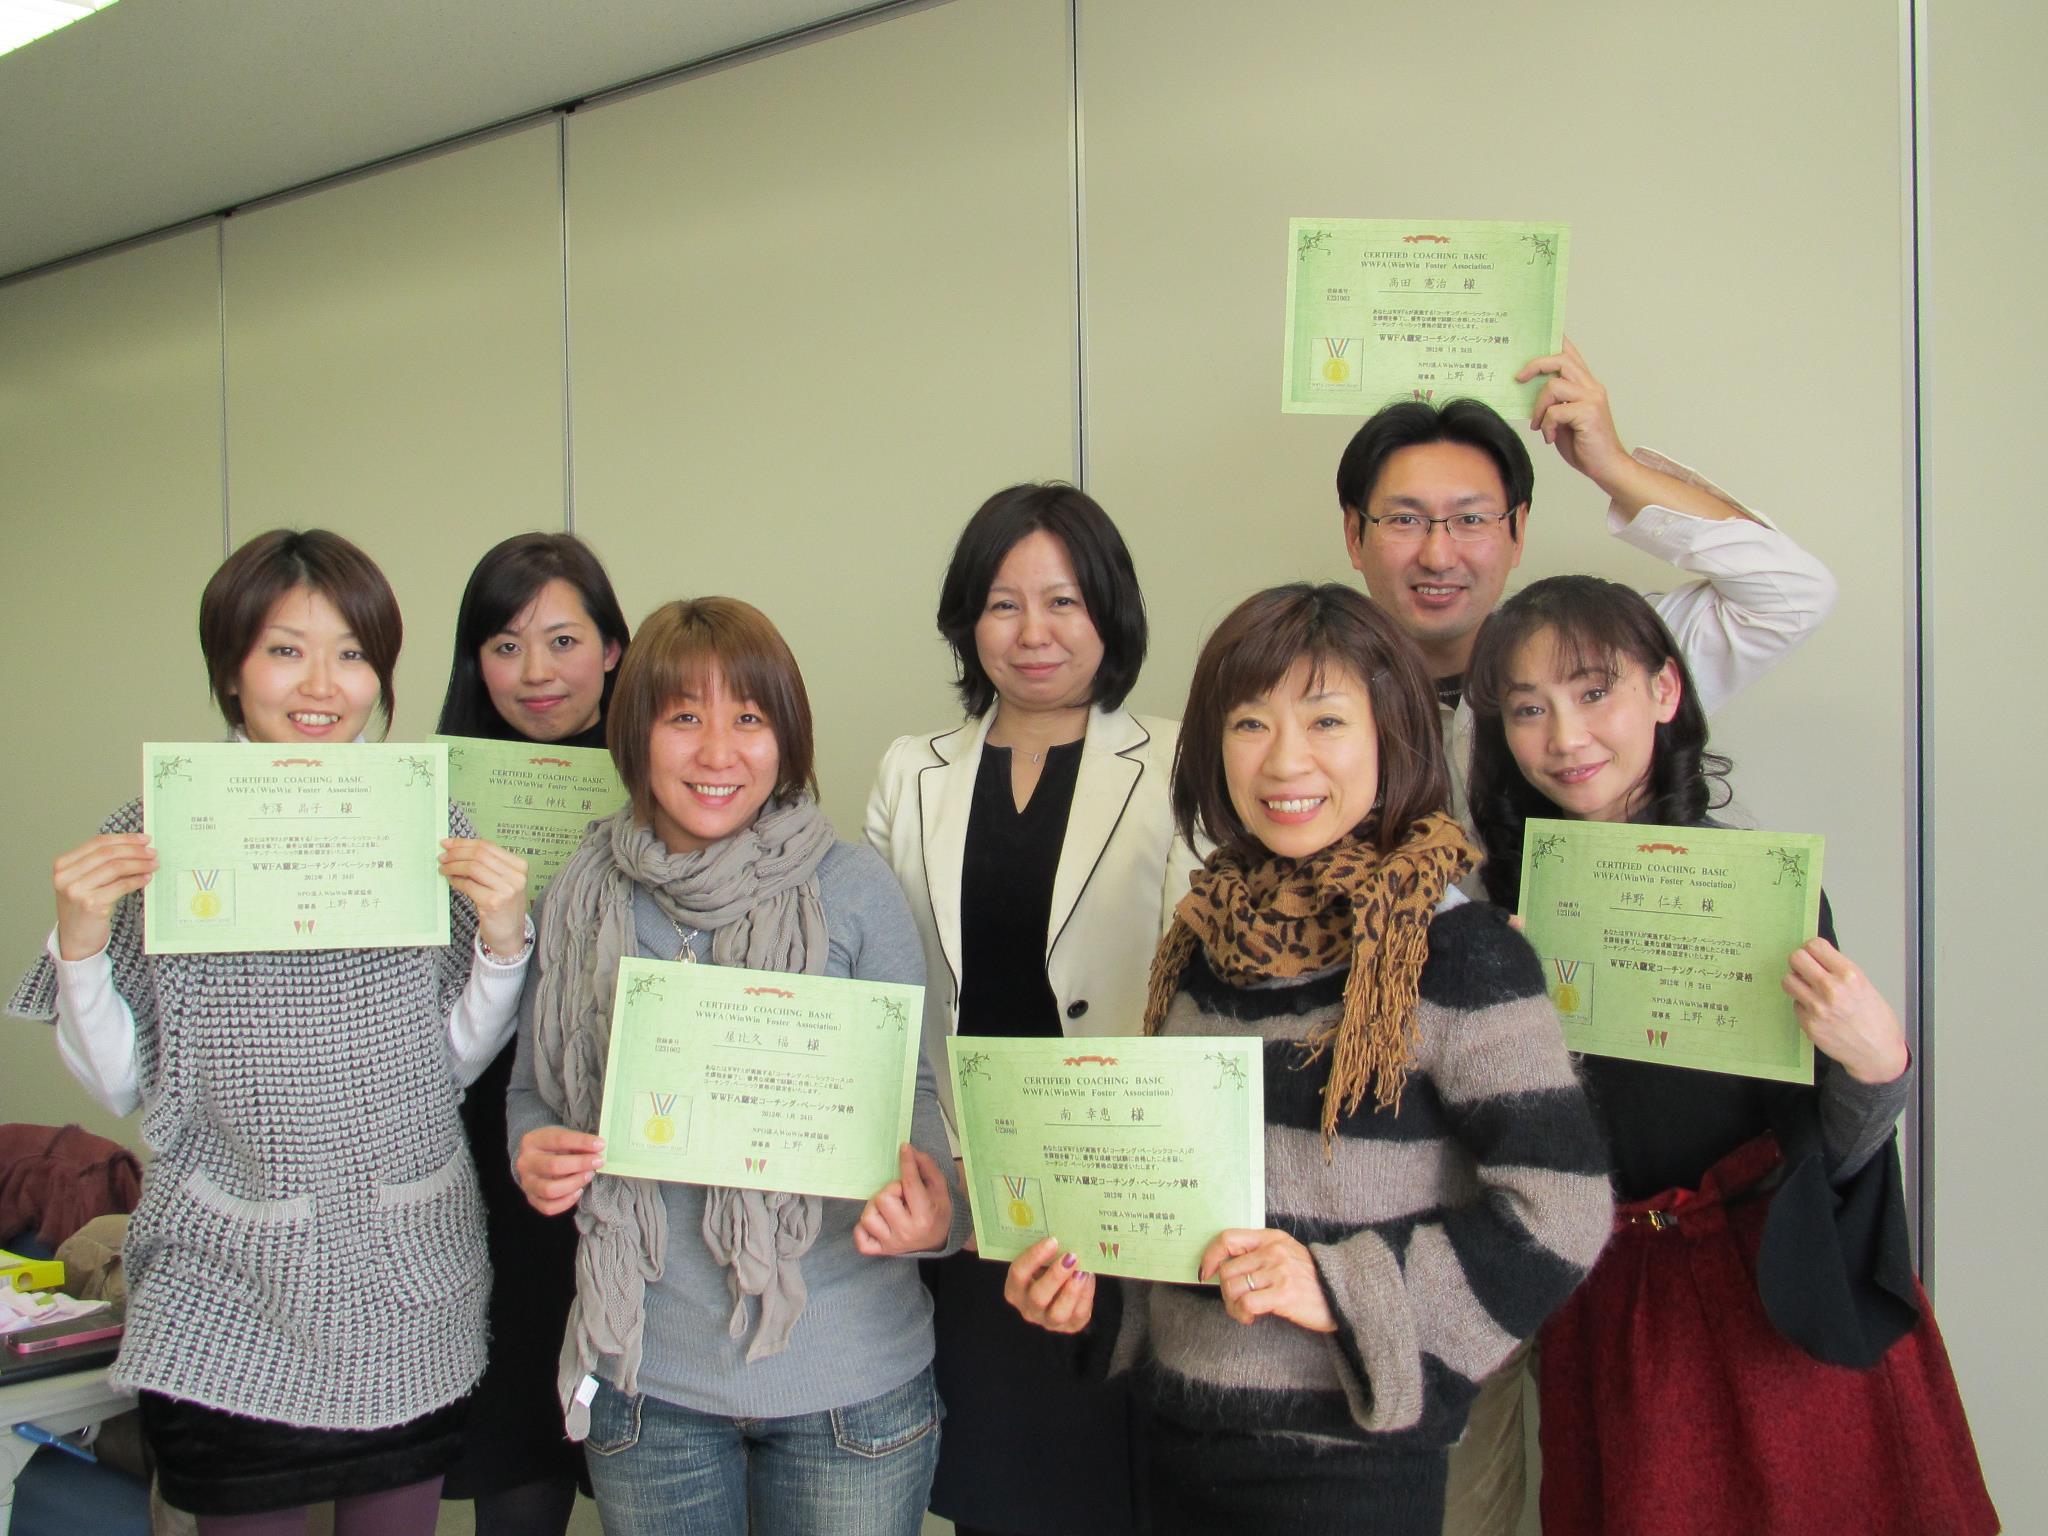 CERTIFIED COACHING BASIC
WWFA(WinWin Foster Association)
高田 憲治 様
登録番号
あなたはWWFAが実施する「コーチング・ベーシックコース」の
全課程を修了し、優秀な成績で試験に合格したことを証し
コーチング・ベーシック資格の認定をいたします。
WWFA認定コーチング・ベーシック資格
2012年 1月 24日
NPO法人WinWin育成協会
理事長 上野 恭子
CERTIFIED COACHING BASIC
WWFA(WinWin Foster Association)
寺澤 晶子 様
登録番号
U231001
あなたはWWFAが実施する「コーチング・ベーシックコース」の
全課程を修了し、優秀な成績で試験に合格したことを証し
コーチング・ベーシック資格の認定をいたします。
WWFA認定コーチング・ベーシック資格
2012年 1月 24日
NPO法人WinWin育成協会
理事長 上野 恭子
CERTIFIED COACHING BASIC
WWFA(WinWin Foster Association)
佐藤 伸枝 様
CERTIFIED COACHING BASIC
WWFA(WinWin Foster Association)
屋比久 福 様
登録番号
U231002
あなたはWWFAが実施する「コーチング・ベーシックコース」の
全課程を修了し、優秀な成績で試験に合格したことを証し
コーチング・ベーシック資格の認定をいたします。
WWFA認定コーチング・ベーシック資格
2012年 1月 24日
NPO法人WinWin育成協会
理事長 上野 恭子
CERTIFIED COACHING BASIC
WWFA(WinWin Foster Association)
南 幸恵 様
登録番号
あなたはWWFAが実施する「コーチング・ベーシックコース」の
全課程を修了し、優秀な成績で試験に合格したことを証し
コーチング・ベーシック資格の認定をいたします。
WWFA認定コーチング・ベーシック資格
2012年 1月 24日
NPO法人WinWin育成協会
理事長 上野 恭子
CERTIFIED COACHING BASIC
WWFA(WinWin Foster Association)
坪野 仁美 様
登録番号
U231004
あなたはWWFAが実施する「コーチング・ベーシックコース」の
全課程を修了し、優秀な成績で試験に合格したことを証し
コーチング・ベーシック資格の認定をいたします。
WWFA認定コーチング・ベーシック資格
2012年 1月 24日
NPO法人WinWin育成協会
理事長 上野 恭子